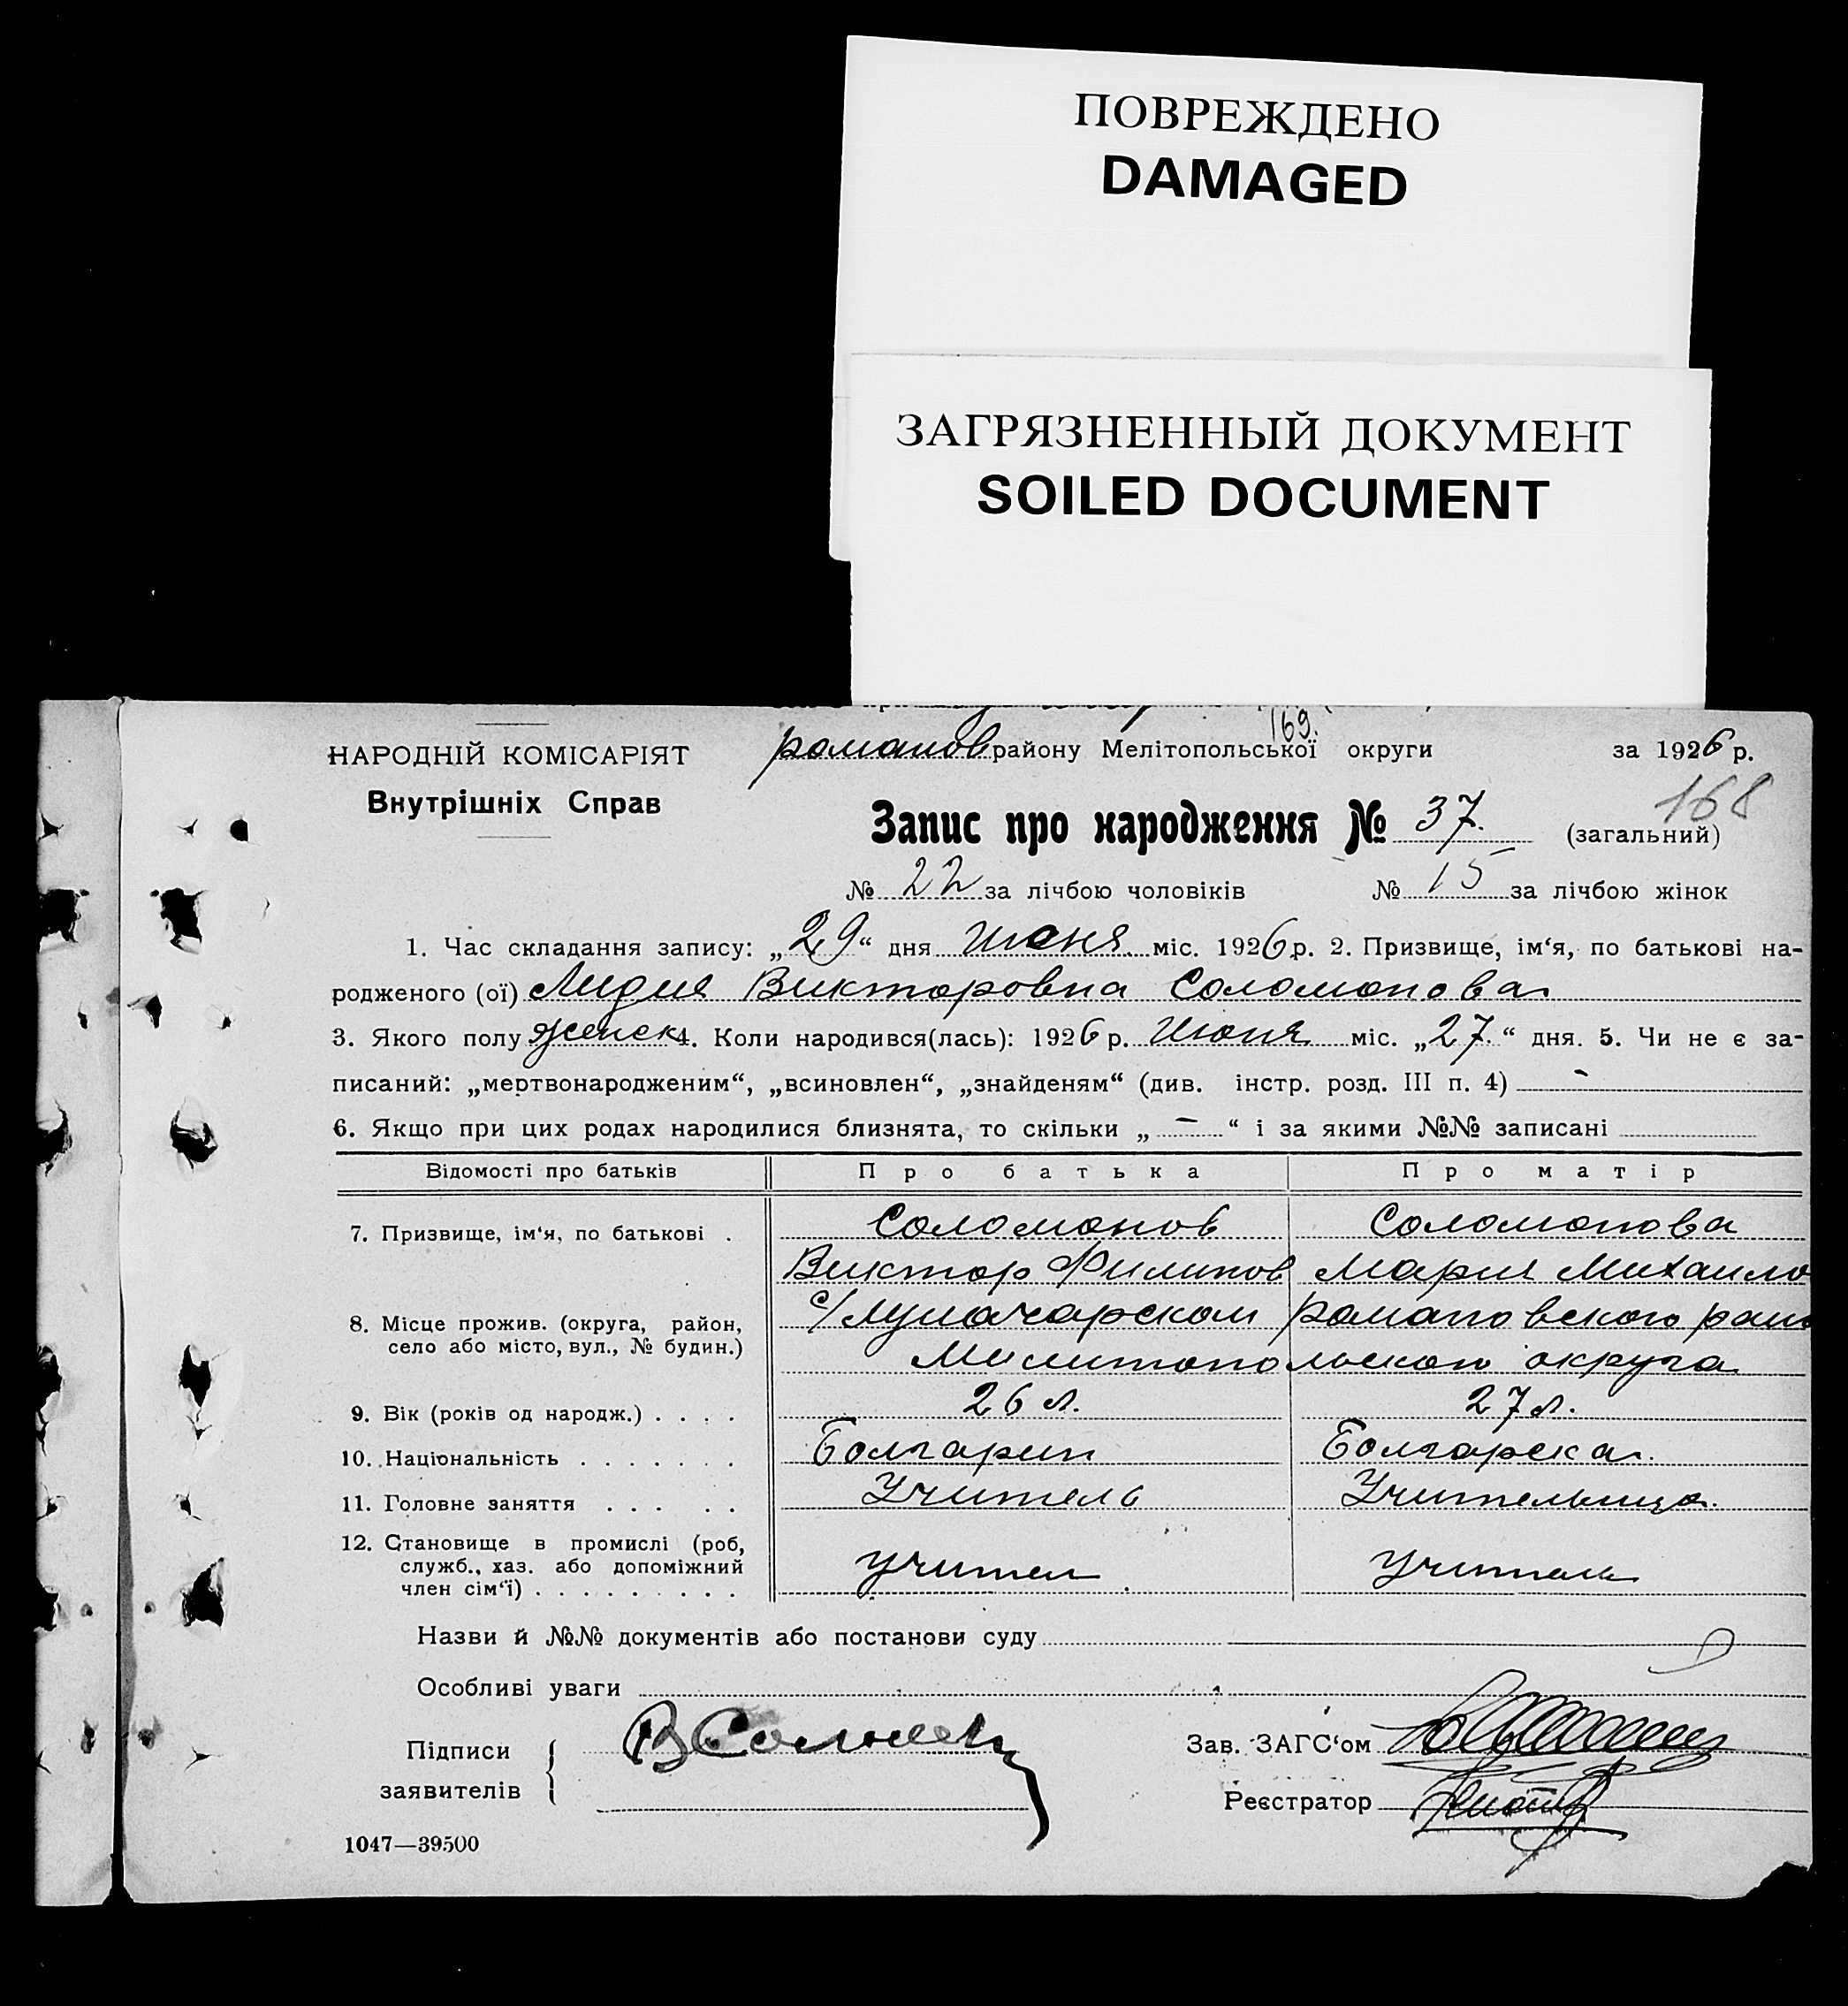 ПОВРЕЖДЕНО
DAMAGED
ЗАГРЯЗНЕННЫЙ ДОКУМЕНТ
SOILED DOCUMENT
169.
НАРОДНІЙ КОМІСАРІЯТ романов району Мелітопольської округи за 1926 р.
Внутрішніх Справ
168
Запис про народження № 37. (загальний)
№ 22 за лічбою чоловіків № 15 за лічбою жінок
1. Час складання запису: „29“ дня июня міс. 1926 р. 2. Призвище, ім‘я, по батькові на-
родженого (ої) Лидия Викторовна Соломонова
3. Якого полу женск 4. Коли народився(лась): 1926 р. Июня міс. „27.“ дня. 5. Чи не є за-
писаний: „мертвонародженим“, „всиновлен“, „знайденям“ (див. інстр. розд. III п. 4) -
6. Якщо при цих родах народилися близнята, то скільки „ – “ і за якими №№ записані
Відомості про батьків Про батька Про матір
7. Призвище, ім‘я, по батькові . Соломонов Соломонова
Виктор Филипов Мария Михаило
8. Місце прожив. (округа, район, с/Луначарском романовского райо
село або місто, вул., № будин.) Милитопольского округа
9. Вік (років од народж.) . . . . 26 л. 27 л.
10. Національність . . . . . . . Болгарин Болгарска.
11. Головне заняття . . . . . Учитель Учительница.
12. Становище в промислі (роб,
служб., хаз. або допоміжний учител учитель
член сім‘ї) . . . . . . . . .
Назви й №№ документів або постанови суду
Особливі уваги
Підписи Зав. ЗАГС‘ом
заявителів Реєстратор
1047—39500